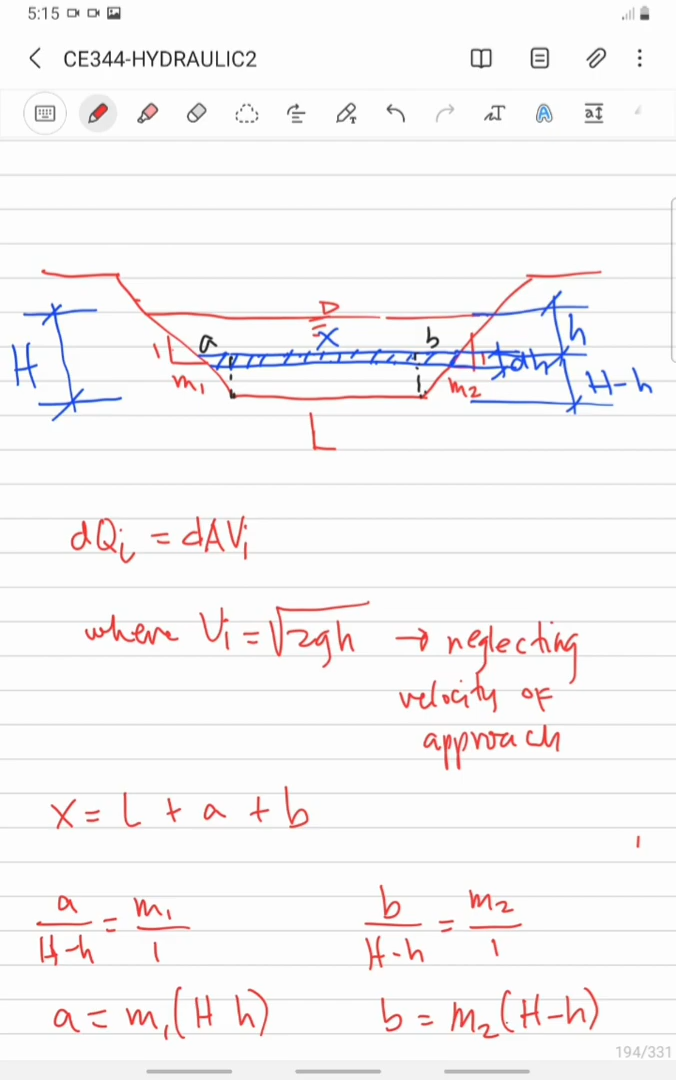 5:15
CE344-HYDRAULIC2
D
a
X
b
h
H
1
1
dh
m₁
m₂
H-h
L
dQi = dAVi
where Vi = √2gh → neglecting
velocity of
approach
x = L + a + b
a/H-h = m₁/1
b/H-h = m₂/1
a = m₁(H h)
b = m₂(H-h)
194/331